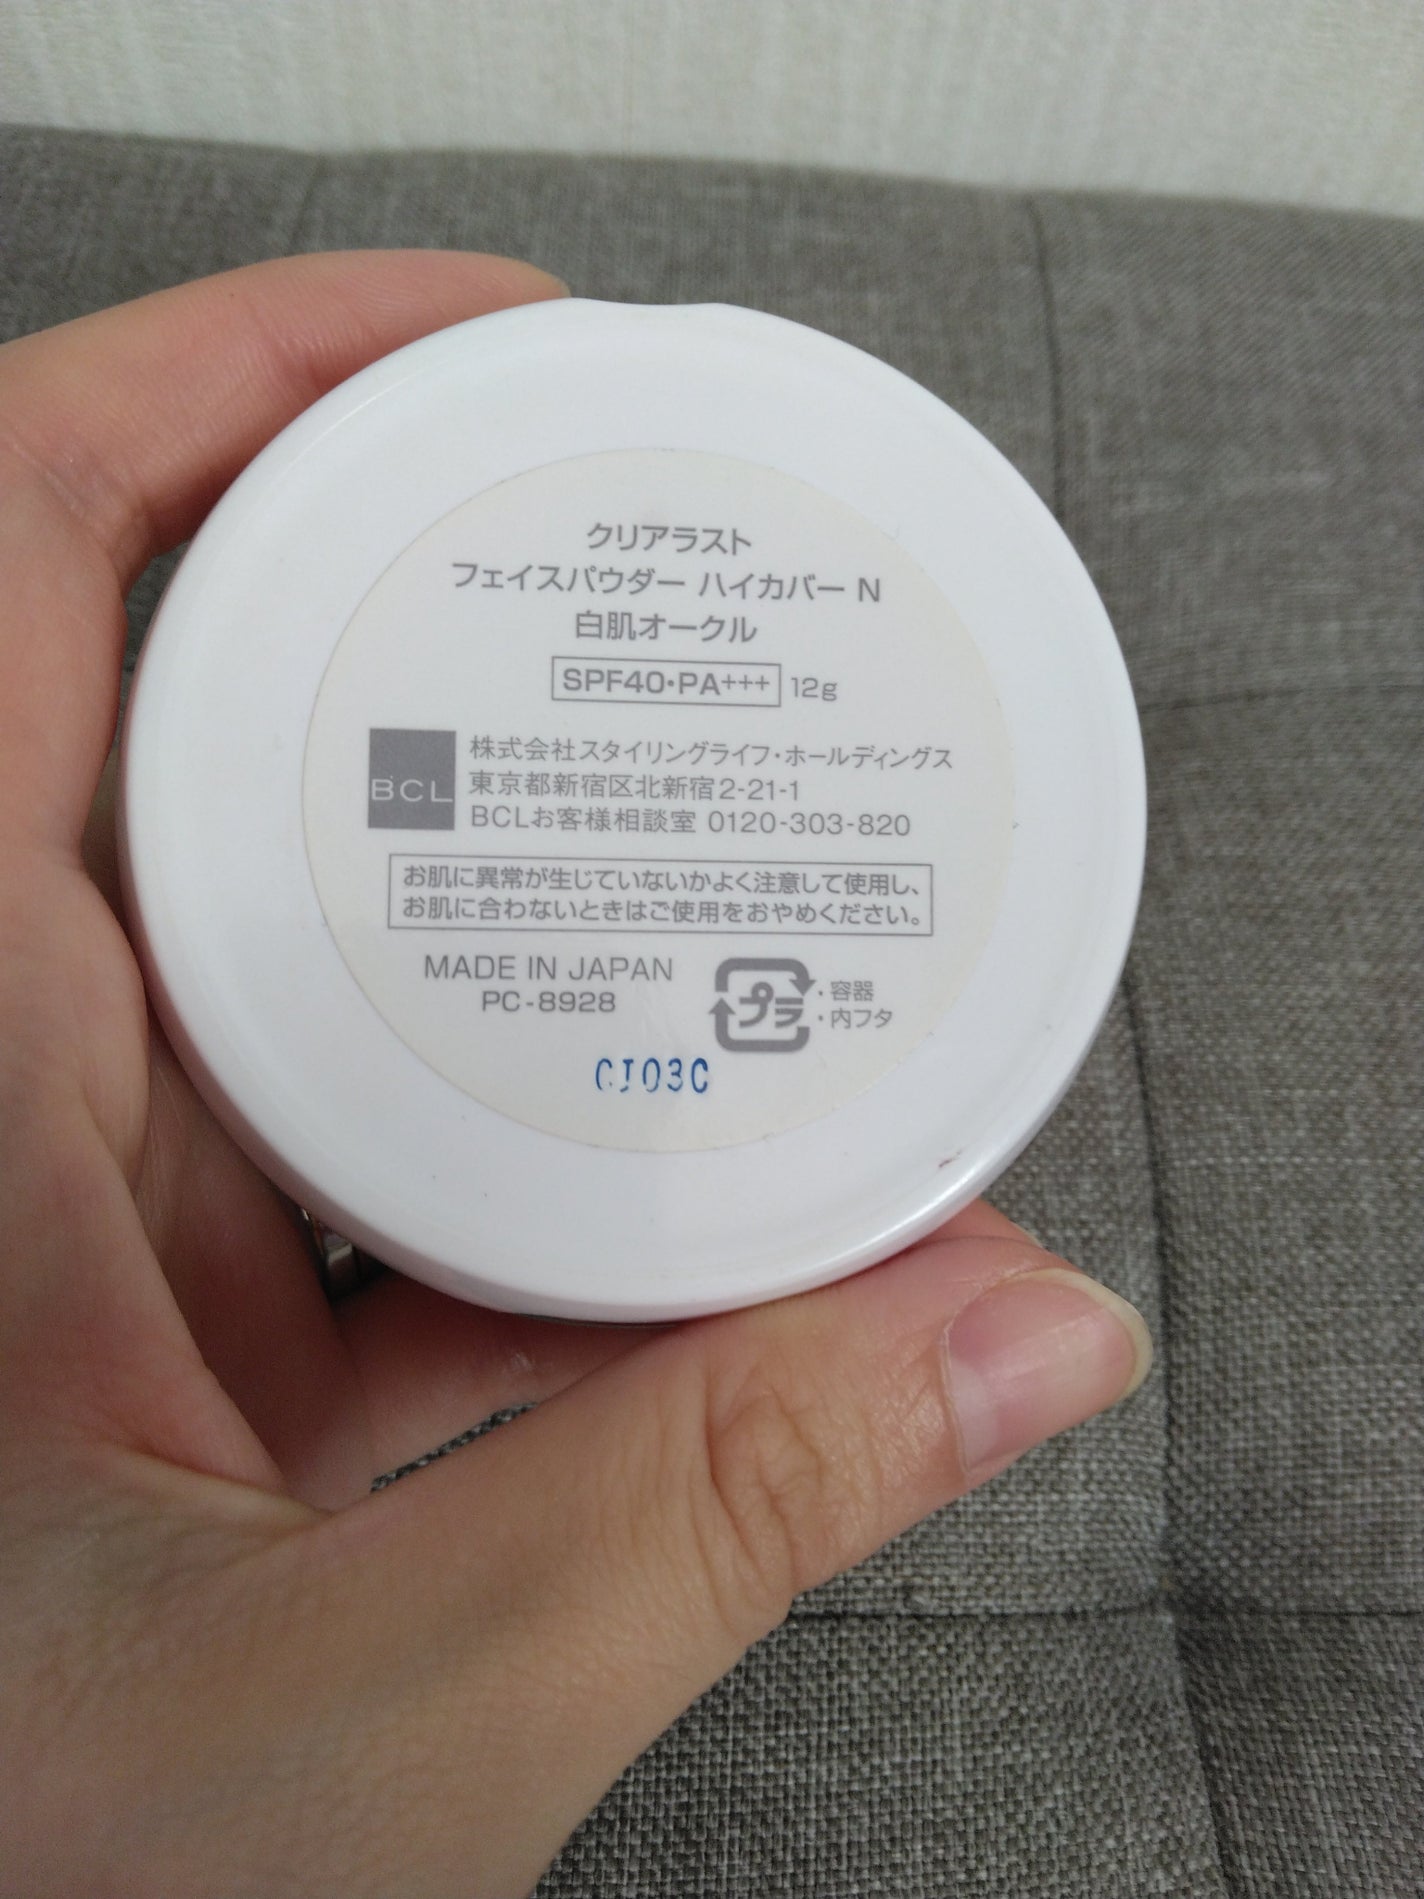 クリアラスト
フェイスパウダー ハイカバー N
白肌オークル
SPF40・PA+++ 12g
BCL
株式会社スタイリングライフ・ホールディングス
東京都新宿区北新宿2-21-1
BCLお客様相談室 0120-303-820
お肌に異常が生じていないかよく注意して使用し、
お肌に合わないときはご使用をおやめください。
MADE IN JAPAN
PC-8928
プラ
・容器
・内フタ
CI03C